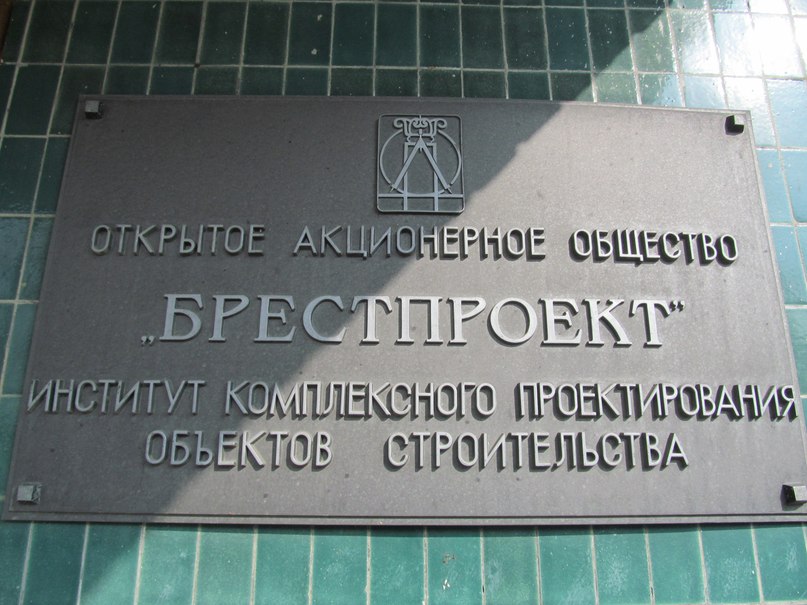 ОТКРЫТОЕ АКЦИОНЕРНОЕ ОБЩЕСТВО
„БРЕСТПРОЕКТ”
ИНСТИТУТ КОМПЛЕКСНОГО ПРОЕКТИРОВАНИЯ
ОБЪЕКТОВ СТРОИТЕЛЬСТВА